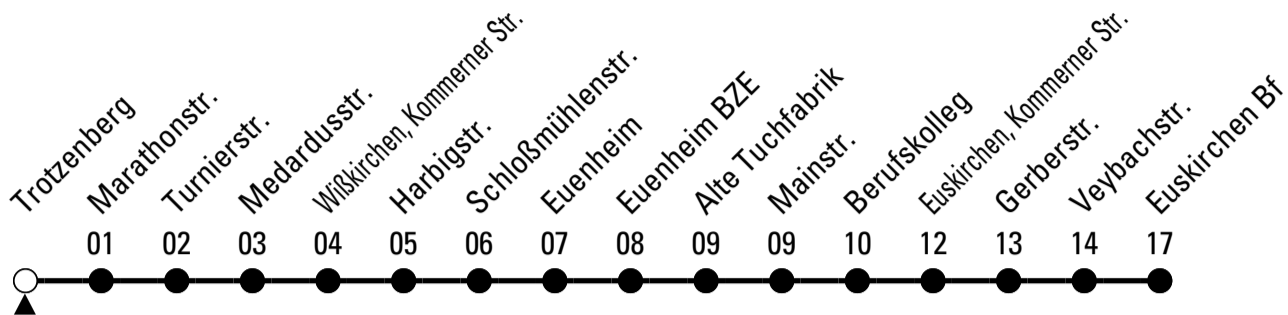 Trotzenberg
Marathonstr.
Turnierstr.
Medardusstr.
Wißkirchen, Kommerner Str.
Harbigstr.
Schloßmühlenstr.
Euenheim
Euenheim BZE
Alte Tuchfabrik
Mainstr.
Berufskolleg
Euskirchen, Kommerner Str.
Gerberstr.
Veybachstr.
Euskirchen Bf
01 02 03 04 05 06 07 08 09 09 10 12 13 14 17